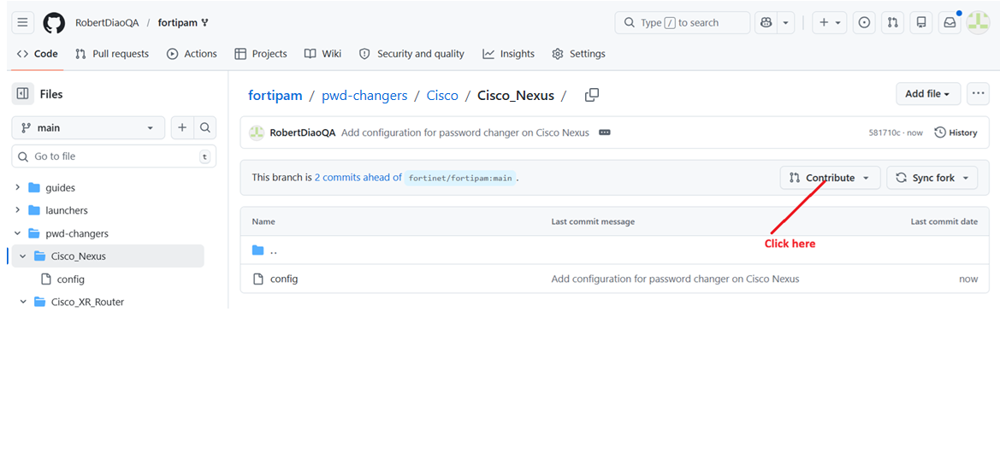 RobertDiaoQA / fortipam
Type / to search
Code Pull requests Actions Projects Wiki Security and quality Insights Settings
Files
main
Go to file t
guides
launchers
pwd-changers
Cisco_Nexus
config
Cisco_XR_Router
fortipam / pwd-changers / Cisco / Cisco_Nexus /
Add file
RobertDiaoQA Add configuration for password changer on Cisco Nexus
581710c · now History
This branch is 2 commits ahead of fortinet/fortipam:main .
Contribute Sync fork
Click here
Name Last commit message Last commit date
..
config Add configuration for password changer on Cisco Nexus now